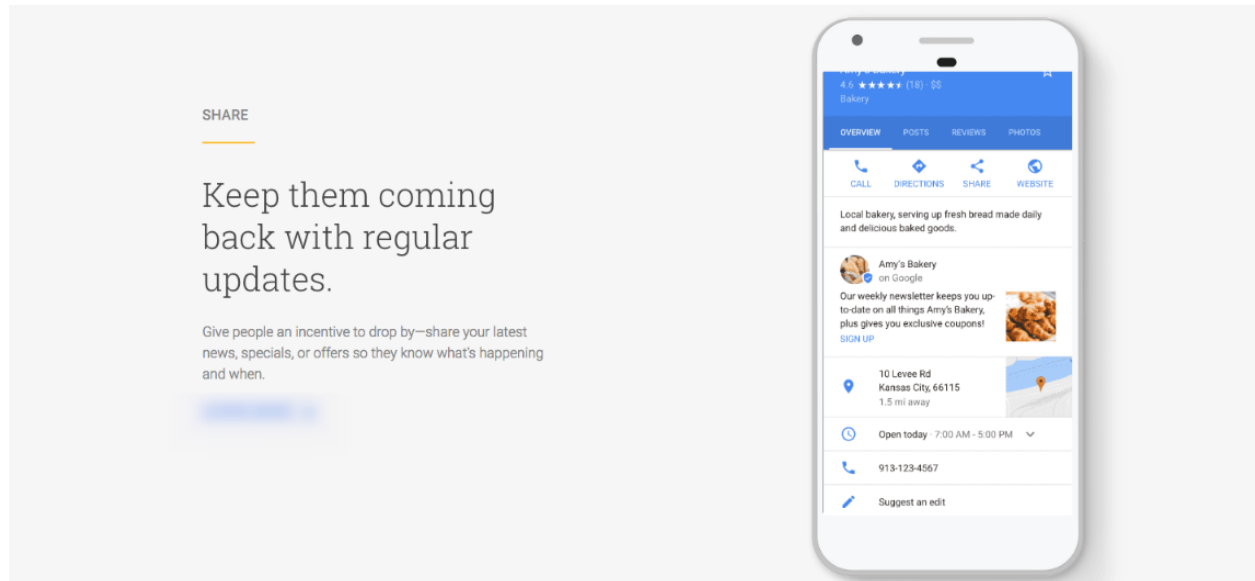 SHARE
Keep them coming
back with regular
updates.
Give people an incentive to drop by—share your latest
news, specials, or offers so they know what's happening
and when.
Amy's Bakery
4.6 ★★★★★ (18) · $$
Bakery
OVERVIEW POSTS REVIEWS PHOTOS
CALL DIRECTIONS SHARE WEBSITE
Local bakery, serving up fresh bread made daily
and delicious baked goods.
Amy's Bakery
on Google
Our weekly newsletter keeps you up-
to-date on all things Amy's Bakery,
plus gives you exclusive coupons!
SIGN UP
10 Levee Rd
Kansas City, 66115
1.5 mi away
Open today · 7:00 AM - 5:00 PM
913-123-4567
Suggest an edit